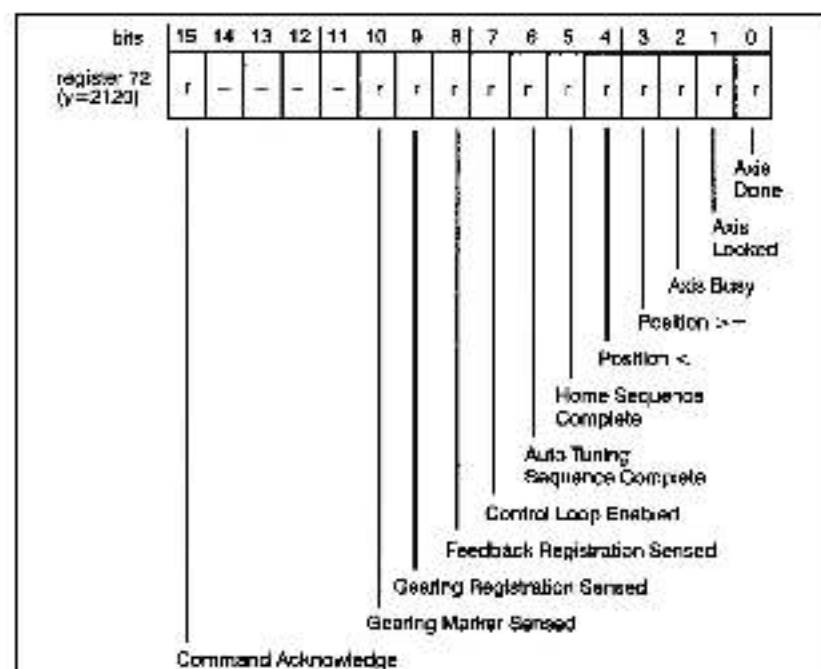 bits 15 14 13 12 11 10 9 8 7 6 5 4 3 2 1 0
register 72
(y=2120)
r – – – – r r r r r r r r r r r
Axis
Done
Axis
Locked
Axis Busy
Position >=
Position <
Home Sequence
Complete
Auto Tuning
Sequence Complete
Control Loop Enabled
Feedback Registration Sensed
Gearing Registration Sensed
Gearing Marker Sensed
Command Acknowledge